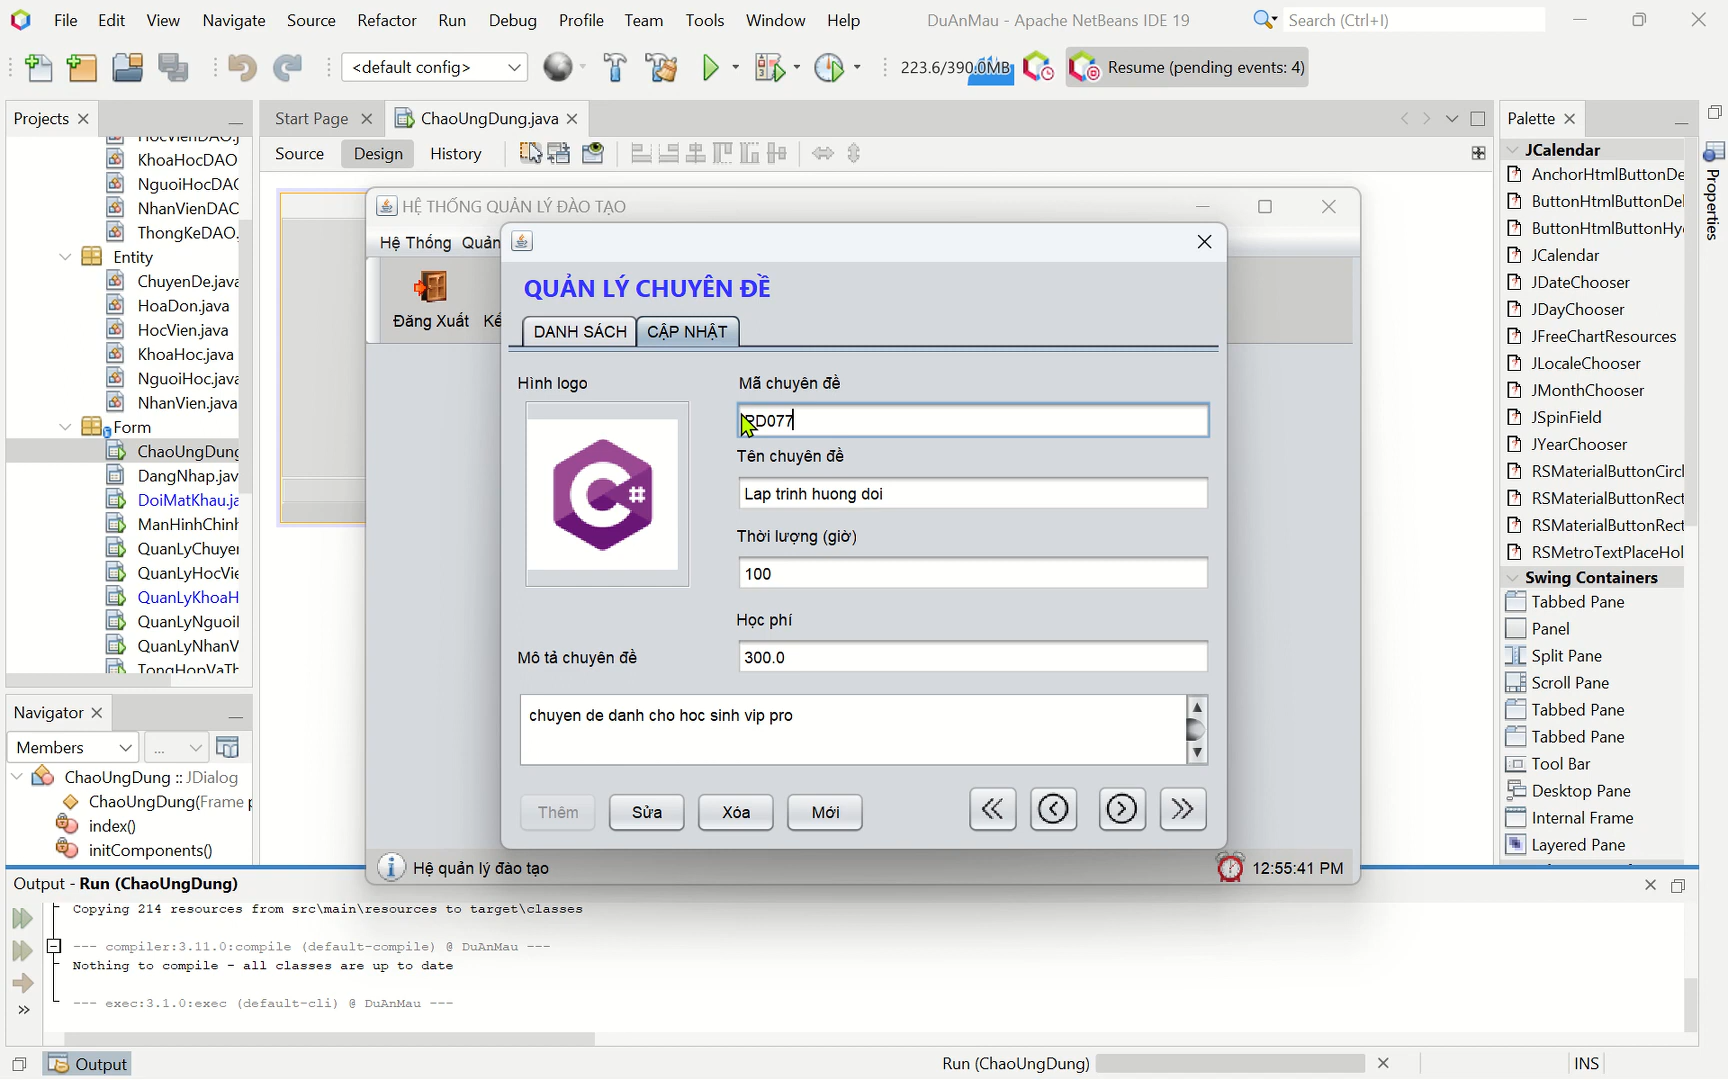 File Edit View Navigate Source Refactor Run Debug Profile Team Tools Window Help DuAnMau - Apache NetBeans IDE 19 Search (Ctrl+I)
<default config> 223.6/390.0MB Resume (pending events: 4)
Projects Start Page ChaoUngDung.java Palette
Source Design History
KhoaHocDAO
NguoiHocDAO
NhanVienDAC
ThongKeDAO.
Entity
ChuyenDe.java
HoaDon.java
HocVien.java
KhoaHoc.java
NguoiHoc.java
NhanVien.java
Form
ChaoUngDung
DangNhap.jav
DoiMatKhau.ja
ManHinhChinh
QuanLyChuyen
QuanLyHocVie
QuanLyKhoaH
QuanLyNguoiI
QuanLyNhanV
TongHopVaTh
HỆ THỐNG QUẢN LÝ ĐÀO TẠO
Hệ Thống Quản
Đăng Xuất Kế
QUẢN LÝ CHUYÊN ĐỀ
DANH SÁCH CẬP NHẬT
Hình logo
C#
Mã chuyên đề
PD077
Tên chuyên đề
Lap trinh huong doi
Thời lượng (giờ)
100
Học phí
300.0
Mô tả chuyên đề
chuyen de danh cho hoc sinh vip pro
Thêm Sửa Xóa Mới
Hệ quản lý đào tạo 12:55:41 PM
JCalendar
AnchorHtmlButtonDe
ButtonHtmlButtonDel
ButtonHtmlButtonHy
JCalendar
JDateChooser
JDayChooser
JFreeChartResources
JLocaleChooser
JMonthChooser
JSpinField
JYearChooser
RSMaterialButtonCircl
RSMaterialButtonRect
RSMaterialButtonRect
RSMetroTextPlaceHol
Swing Containers
Tabbed Pane
Panel
Split Pane
Scroll Pane
Tabbed Pane
Tabbed Pane
Tool Bar
Desktop Pane
Internal Frame
Layered Pane
Properties
Navigator
Members ...
ChaoUngDung :: JDialog
ChaoUngDung(Frame p
index()
initComponents()
Output - Run (ChaoUngDung)
Copying 214 resources from src\main\resources to target\classes
--- compiler:3.11.0:compile (default-compile) @ DuAnMau ---
Nothing to compile - all classes are up to date
--- exec:3.1.0:exec (default-cli) @ DuAnMau ---
Output Run (ChaoUngDung) INS